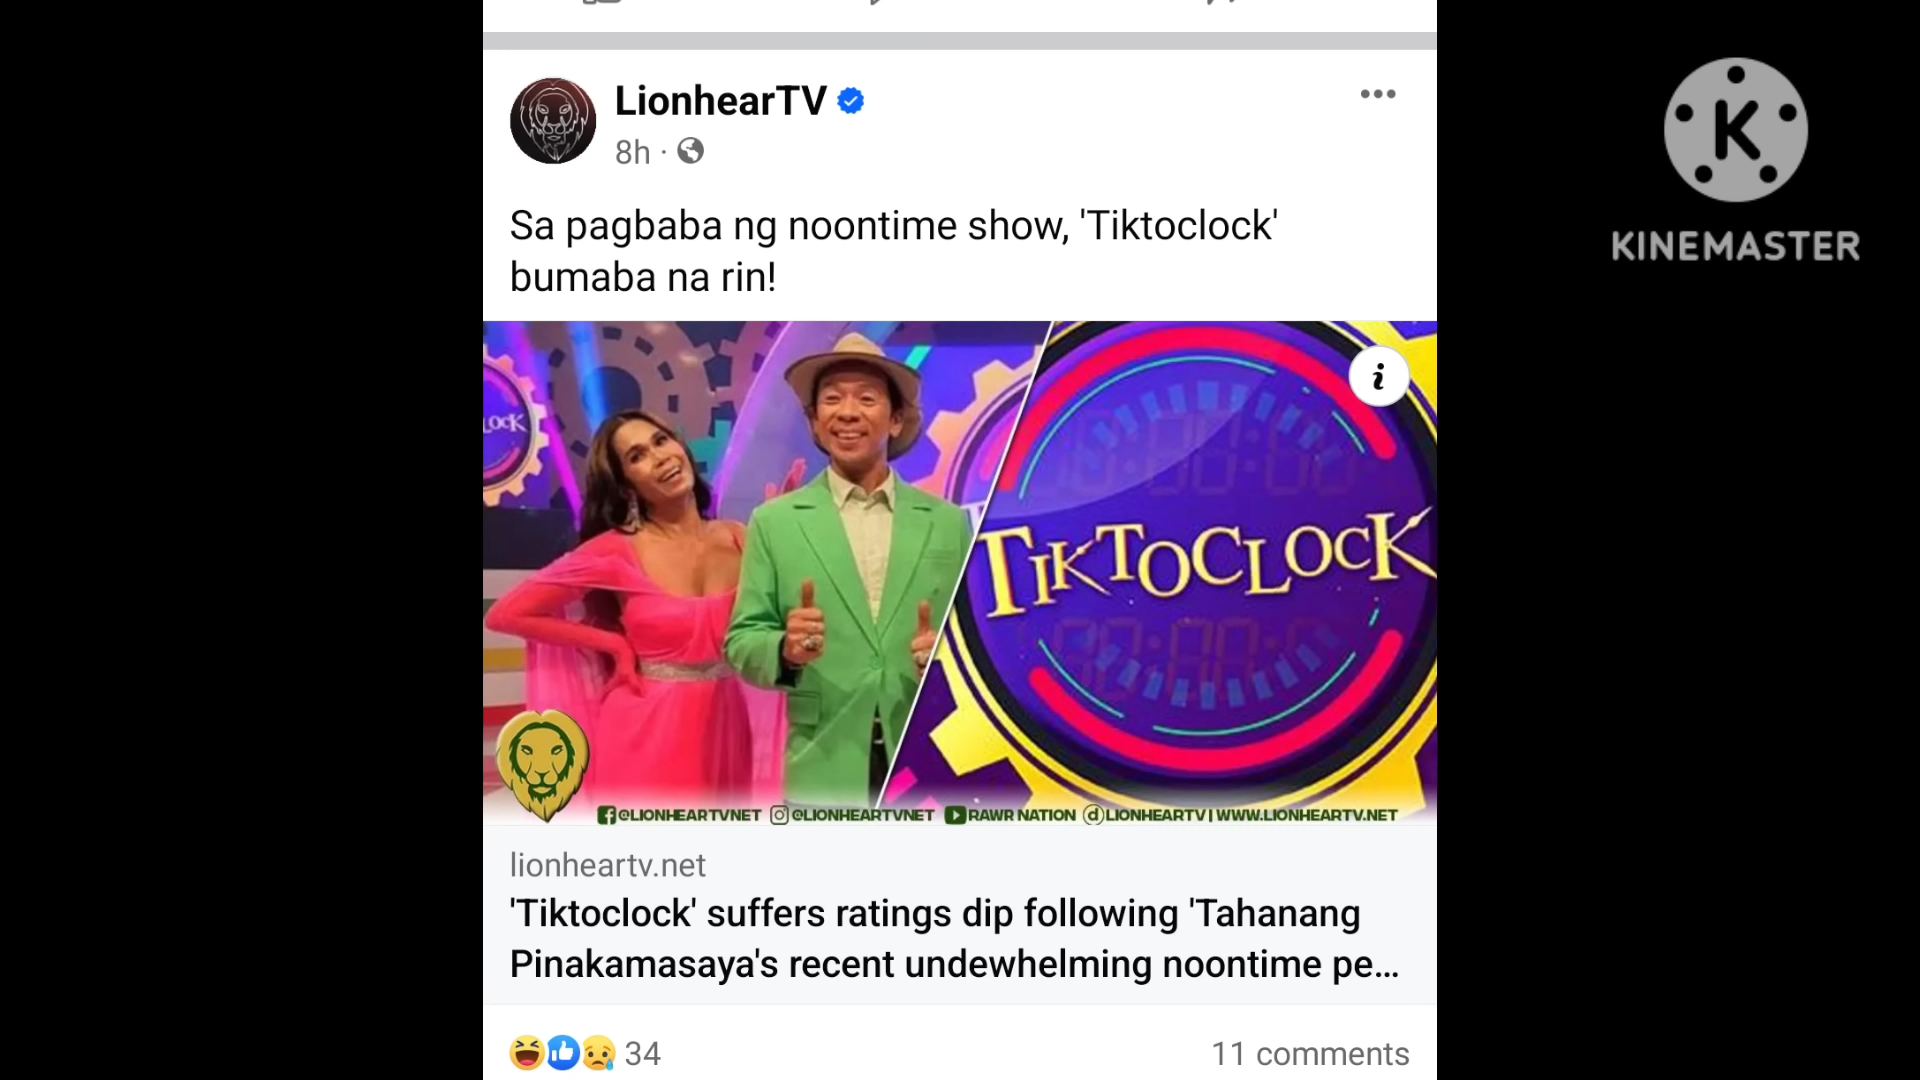 LionhearTV
8h ·
Sa pagbaba ng noontime show, 'Tiktoclock'
bumaba na rin!
LOCK
TIKTOCLOCK
@LIONHEARTVNET @LIONHEARTVNET RAWR NATION LIONHEARTV | WWW.LIONHEARTV.NET
lionheartv.net
'Tiktoclock' suffers ratings dip following 'Tahanang
Pinakamasaya's recent undewhelming noontime pe...
34
11 comments
K
KINEMASTER